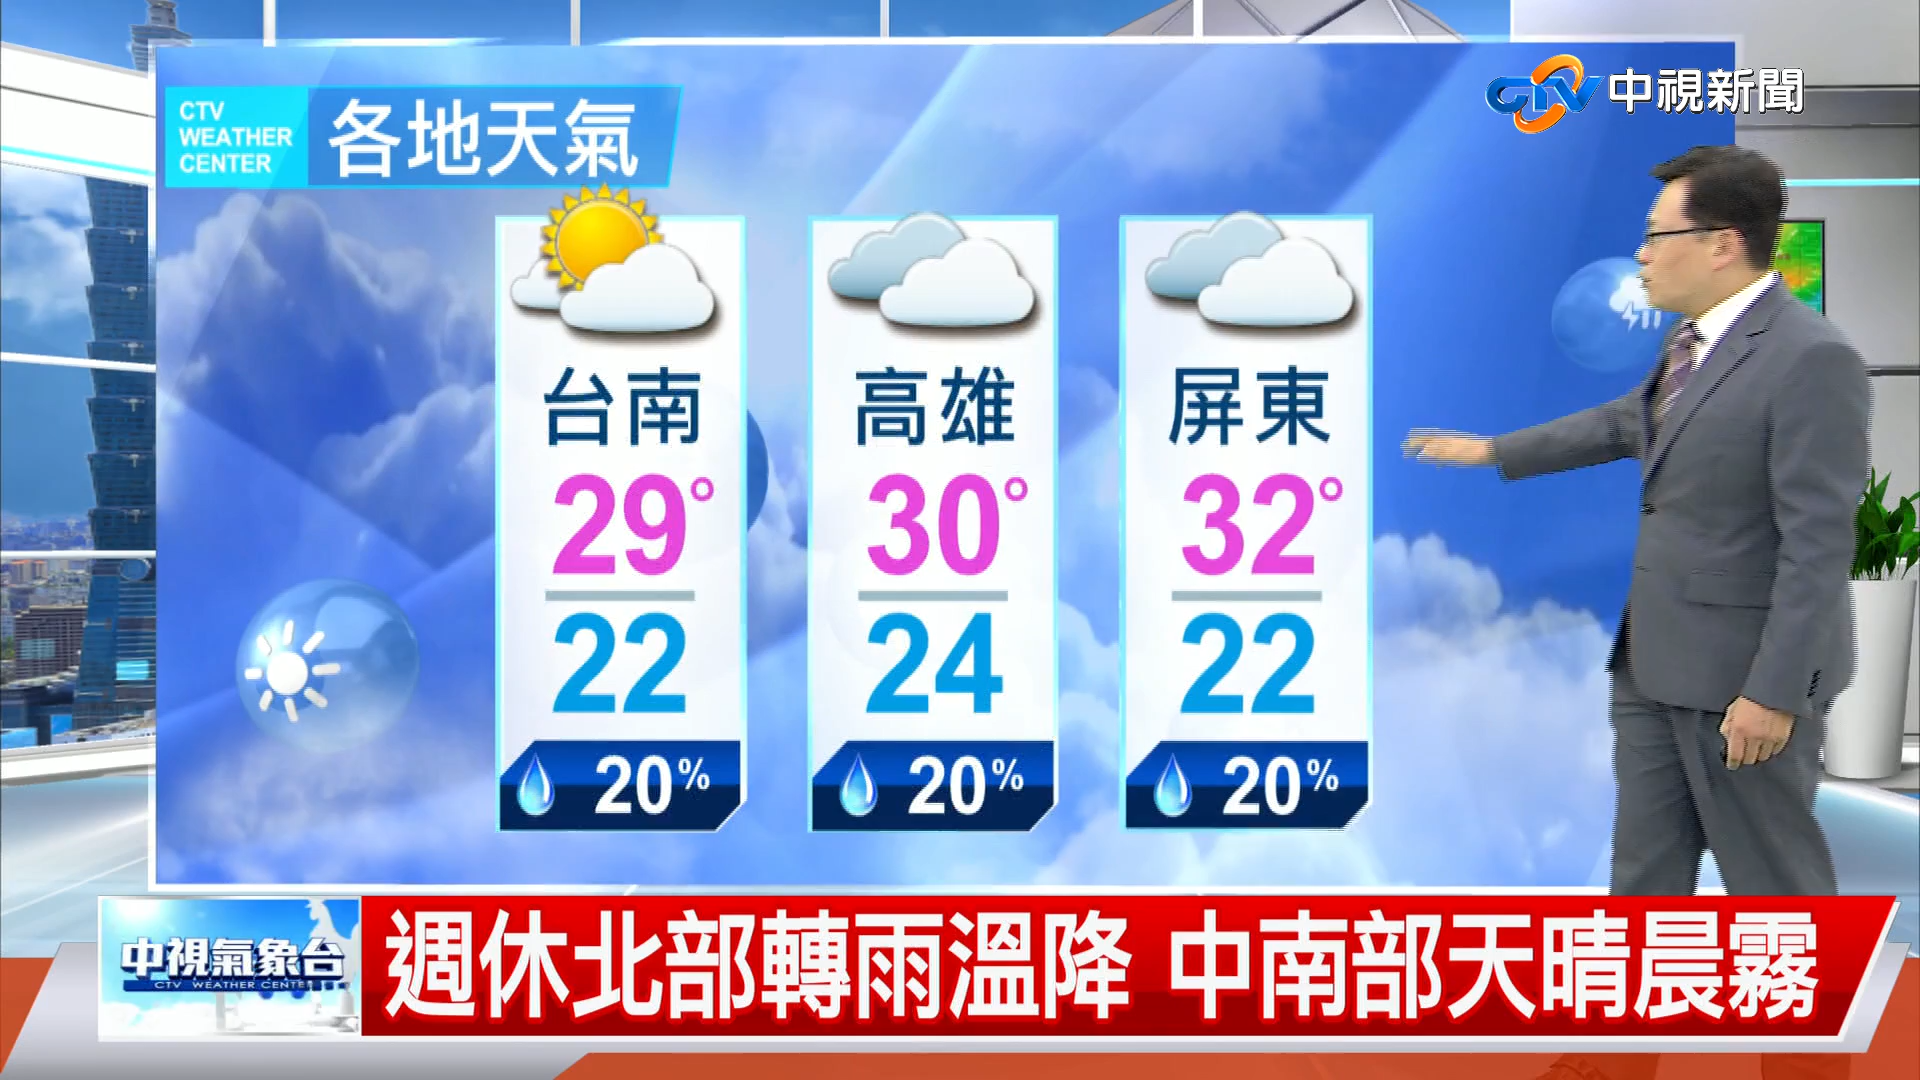 CTV
WEATHER
CENTER
各地天氣
CTV 中視新聞
台南
29°
22
20%
高雄
30°
24
20%
屏東
32°
22
20%
中視氣象台
CTV WEATHER CENTER
週休北部轉雨溫降 中南部天晴晨霧